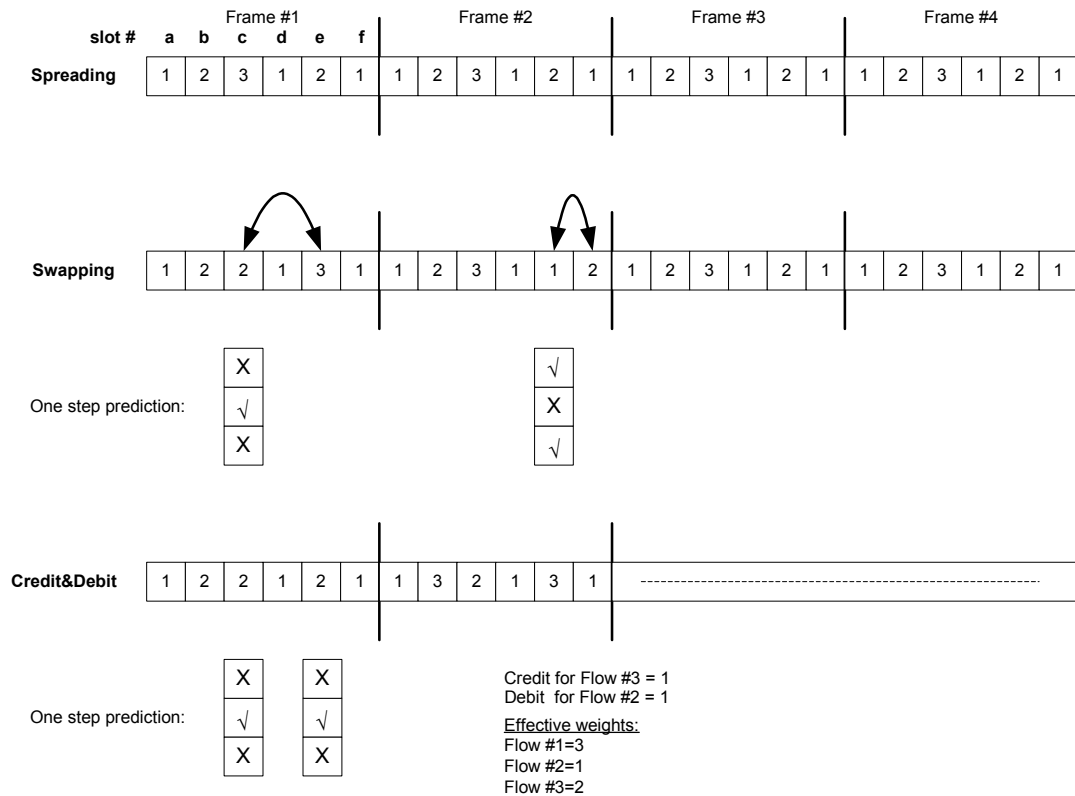 Frame #1 Frame #2 Frame #3 Frame #4
slot # a b c d e f
Spreading 1 2 3 1 2 1 1 2 3 1 2 1 1 2 3 1 2 1 1 2 3 1 2 1
Swapping 1 2 2 1 3 1 1 2 3 1 1 2 1 2 3 1 2 1 1 2 3 1 2 1
X √
One step prediction: √ X
X √
Credit&Debit 1 2 2 1 2 1 1 3 2 1 3 1
X X
One step prediction: √ √
X X
Credit for Flow #3 = 1
Debit for Flow #2 = 1
Effective weights:
Flow #1=3
Flow #2=1
Flow #3=2